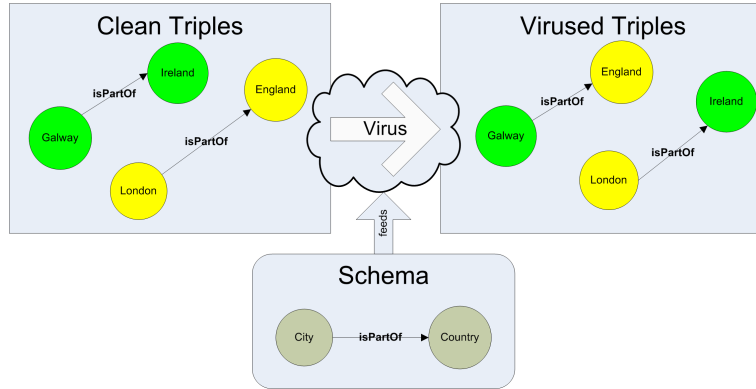 Clean Triples
Ireland
isPartOf
Galway
England
isPartOf
London
Virus
Virused Triples
England
isPartOf
Galway
Ireland
isPartOf
London
feeds
Schema
City
isPartOf
Country